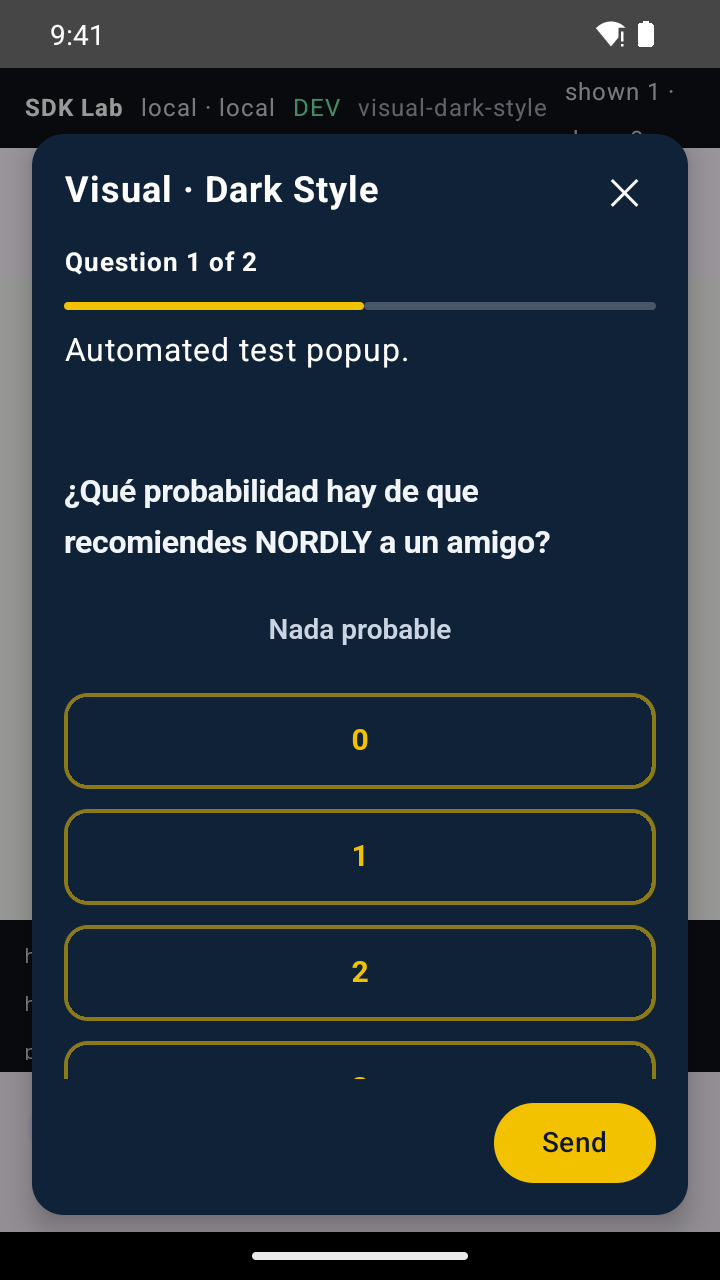 9:41
SDK Lab local · local DEV visual-dark-style shown 1 ·
Visual · Dark Style
Question 1 of 2
Automated test popup.
¿Qué probabilidad hay de que
recomiendes NORDLY a un amigo?
Nada probable
0
1
2
Send